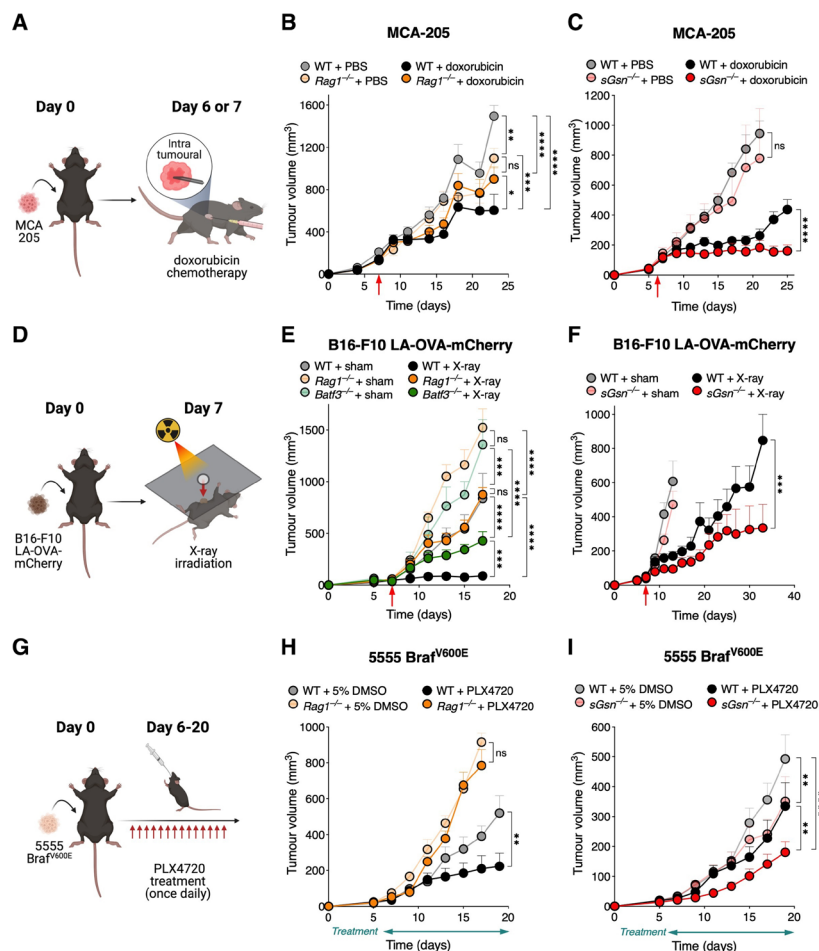 A
Day 0
Day 6 or 7
Intra
tumoural
MCA
205
doxorubicin
chemotherapy
B
MCA-205
WT + PBS
WT + doxorubicin
Rag1–/– + PBS
Rag1–/– + doxorubicin
Tumour volume (mm3)
1600
1200
800
400
0
0 5 10 15 20 25
Time (days)
**
ns
*
***
****
****
C
MCA-205
WT + PBS
WT + doxorubicin
sGsn–/– + PBS
sGsn–/– + doxorubicin
Tumour volume (mm3)
1200
1000
800
600
400
200
0
0 5 10 15 20 25
Time (days)
ns
****
D
Day 0
Day 7
B16-F10
LA-OVA-
mCherry
X-ray
irradiation
E
B16-F10 LA-OVA-mCherry
WT + sham
WT + X-ray
Rag1–/– + sham
Rag1–/– + X-ray
Batf3–/– + sham
Batf3–/– + X-ray
Tumour volume (mm3)
1500
1000
500
0
0 5 10 15 20
Time (days)
ns
***
ns
****
***
****
****
****
F
B16-F10 LA-OVA-mCherry
WT + sham
WT + X-ray
sGsn–/– + sham
sGsn–/– + X-ray
Tumour volume (mm3)
1000
800
600
400
200
0
0 10 20 30 40
Time (days)
***
G
Day 0
Day 6-20
5555
BrafV600E
PLX4720
treatment
(once daily)
H
5555 BrafV600E
WT + 5% DMSO
WT + PLX4720
Rag1–/– + 5% DMSO
Rag1–/– + PLX4720
Tumour volume (mm3)
1000
800
600
400
200
0
0 5 10 15 20
Treatment
Time (days)
ns
**
I
5555 BrafV600E
WT + 5% DMSO
WT + PLX4720
sGsn–/– + 5% DMSO
sGsn–/– + PLX4720
Tumour volume (mm3)
600
500
400
300
200
100
0
0 5 10 15 20
Treatment
Time (days)
**
**